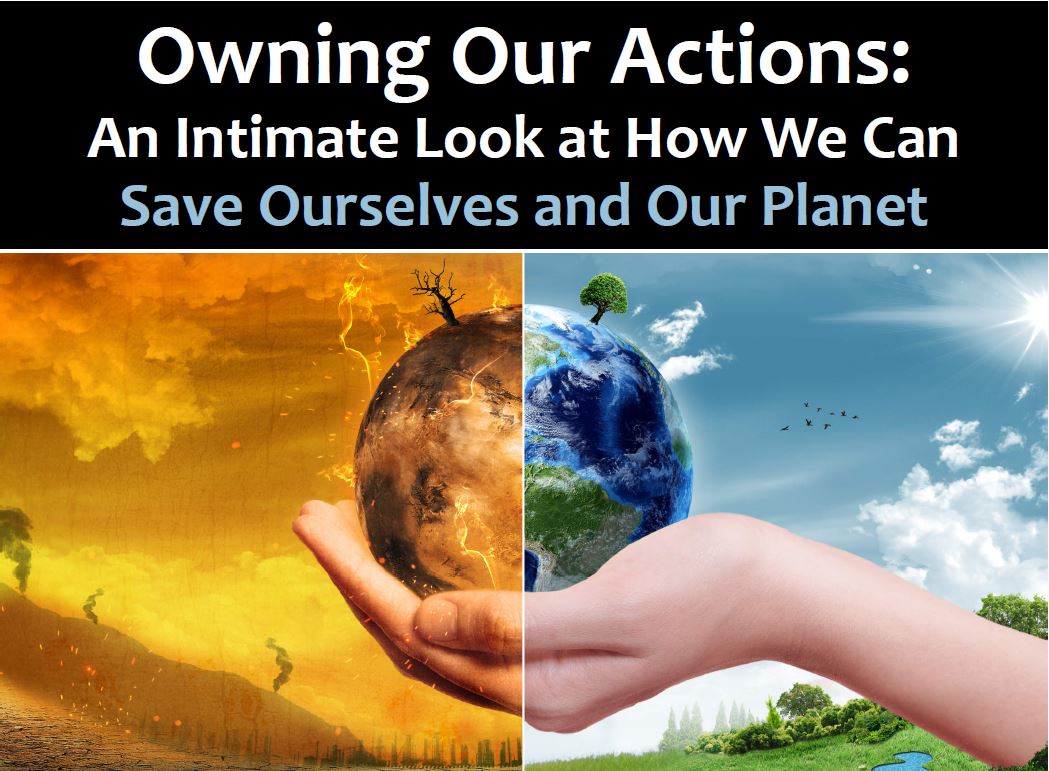 Owning Our Actions:
An Intimate Look at How We Can
Save Ourselves and Our Planet